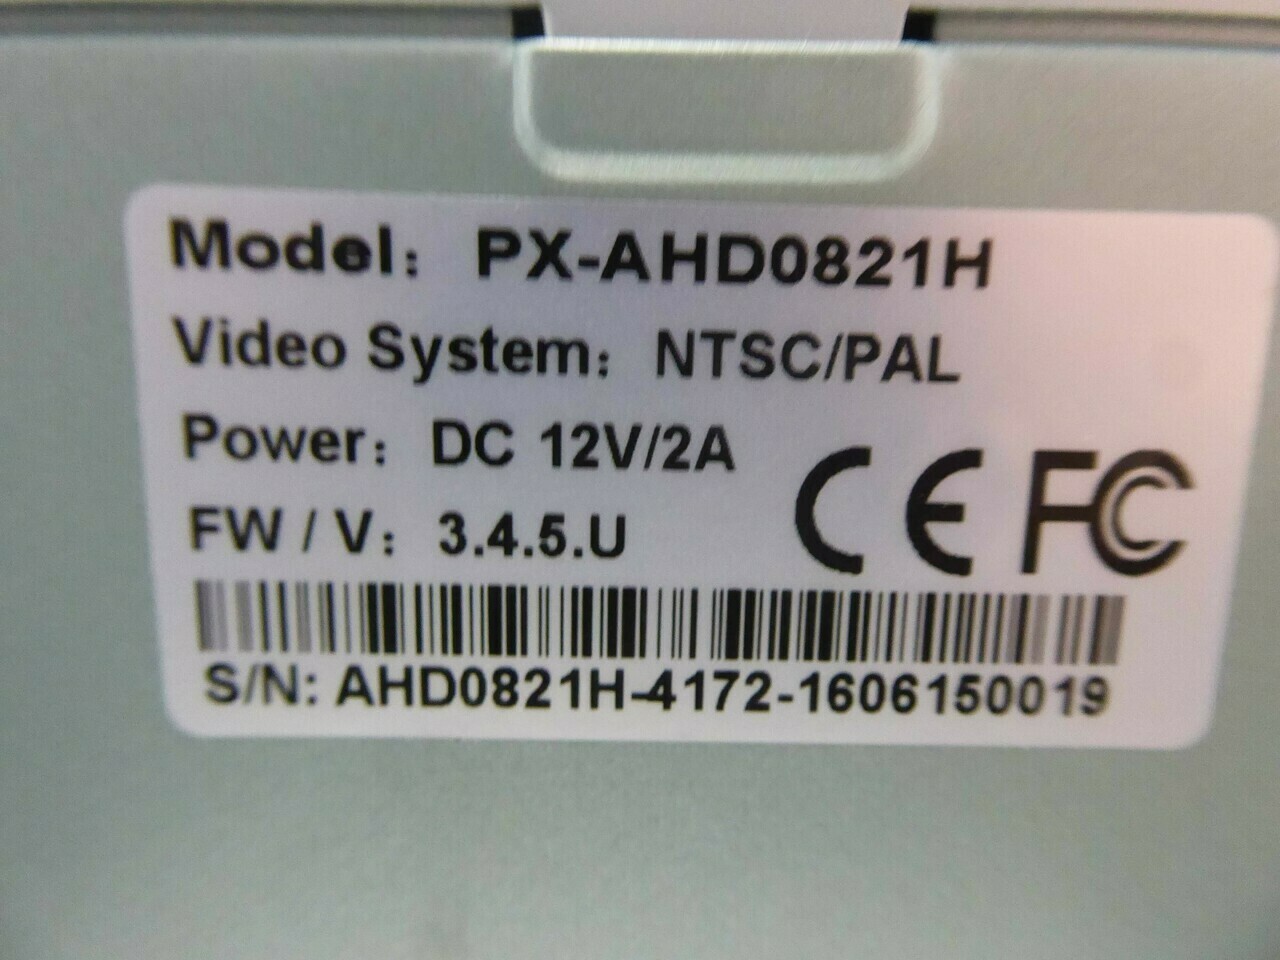 Model: PX-AHD0821H
Video System: NTSC/PAL
Power: DC 12V/2A
FW / V: 3.4.5.U
CE FC
S/N: AHD0821H-4172-1606150019